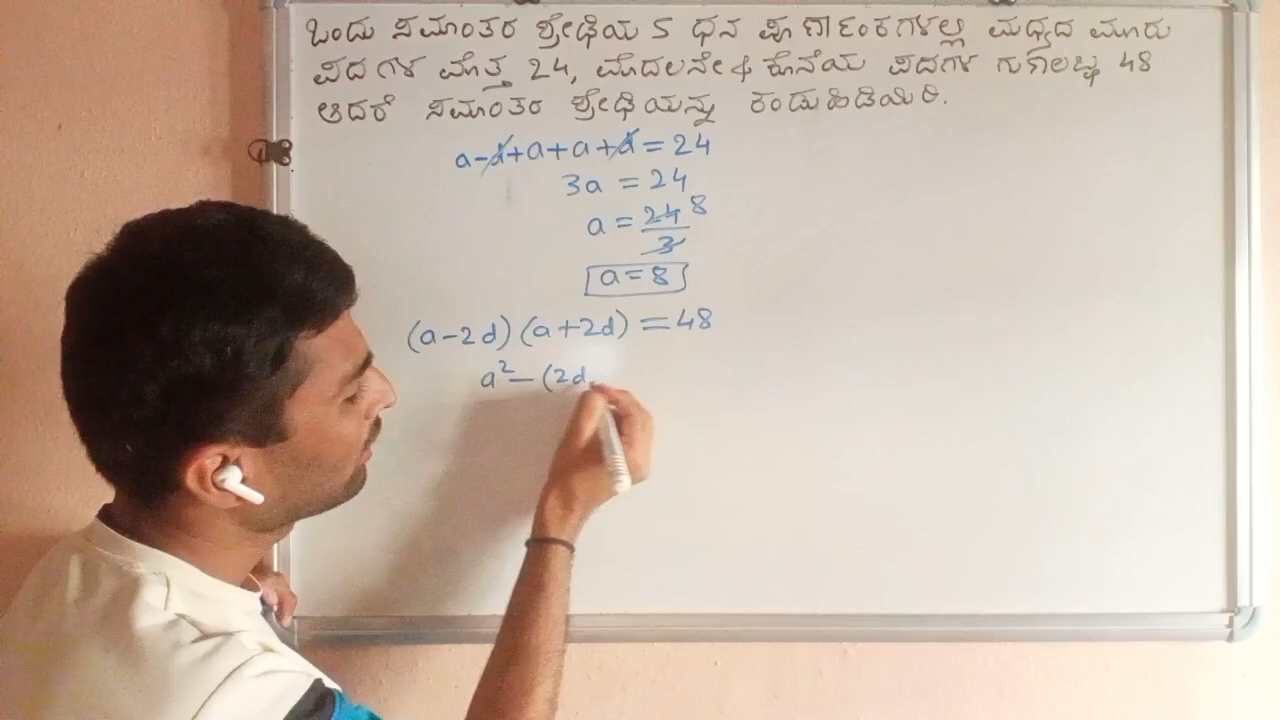 ಒಂದು ಸಮಾಂತರ ಶ್ರೇಢಿಯ 5 ಧನ ಪೂರ್ಣಾಂಕಗಳಲ್ಲಿ ಮಧ್ಯದ ಮೂರು
ಪದಗಳ ಮೊತ್ತ 24, ಮೊದಲನೇ & ಕೊನೆಯ ಪದಗಳ ಗುಣಲಬ್ಧ 48
ಆದರೆ ಸಮಾಂತರ ಶ್ರೇಢಿಯನ್ನು ಕಂಡುಹಿಡಿಯಿರಿ.
a-d+a+a+d=24
3a = 24
a = 24/3 8
a=8
(a-2d)(a+2d)=48
a²-(2d